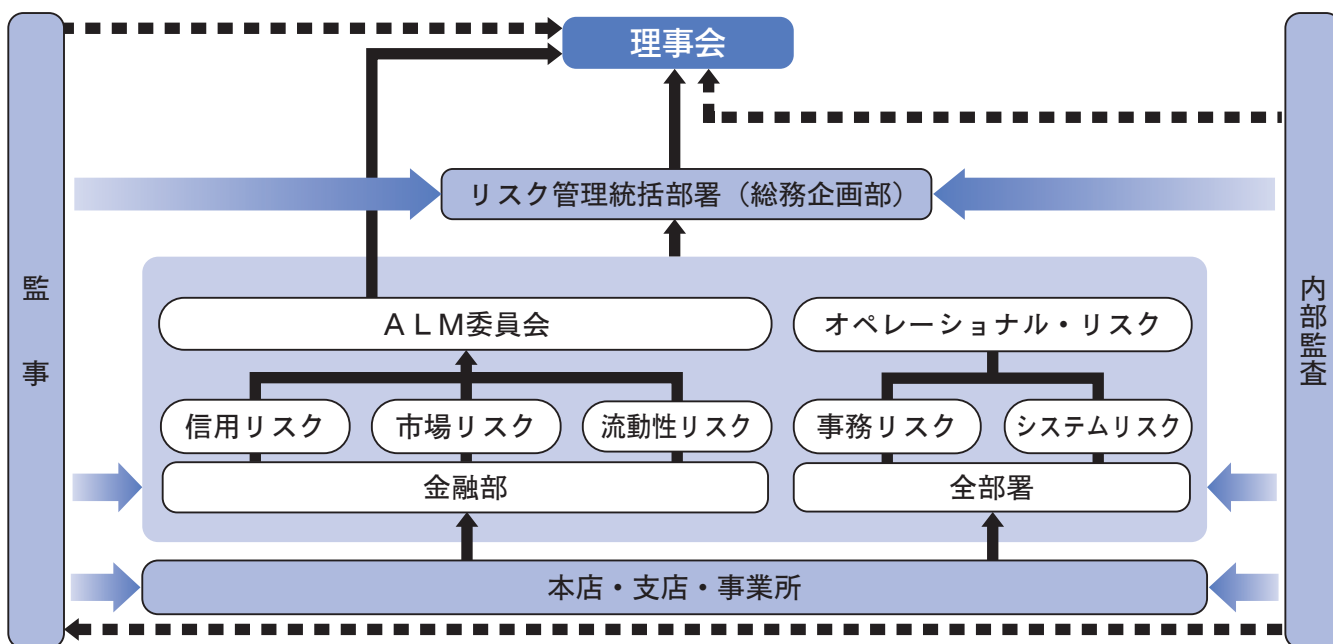 理事会
リスク管理統括部署（総務企画部）
監事
内部監査
ＡＬＭ委員会
オペレーショナル・リスク
信用リスク
市場リスク
流動性リスク
事務リスク
システムリスク
金融部
全部署
本店・支店・事業所